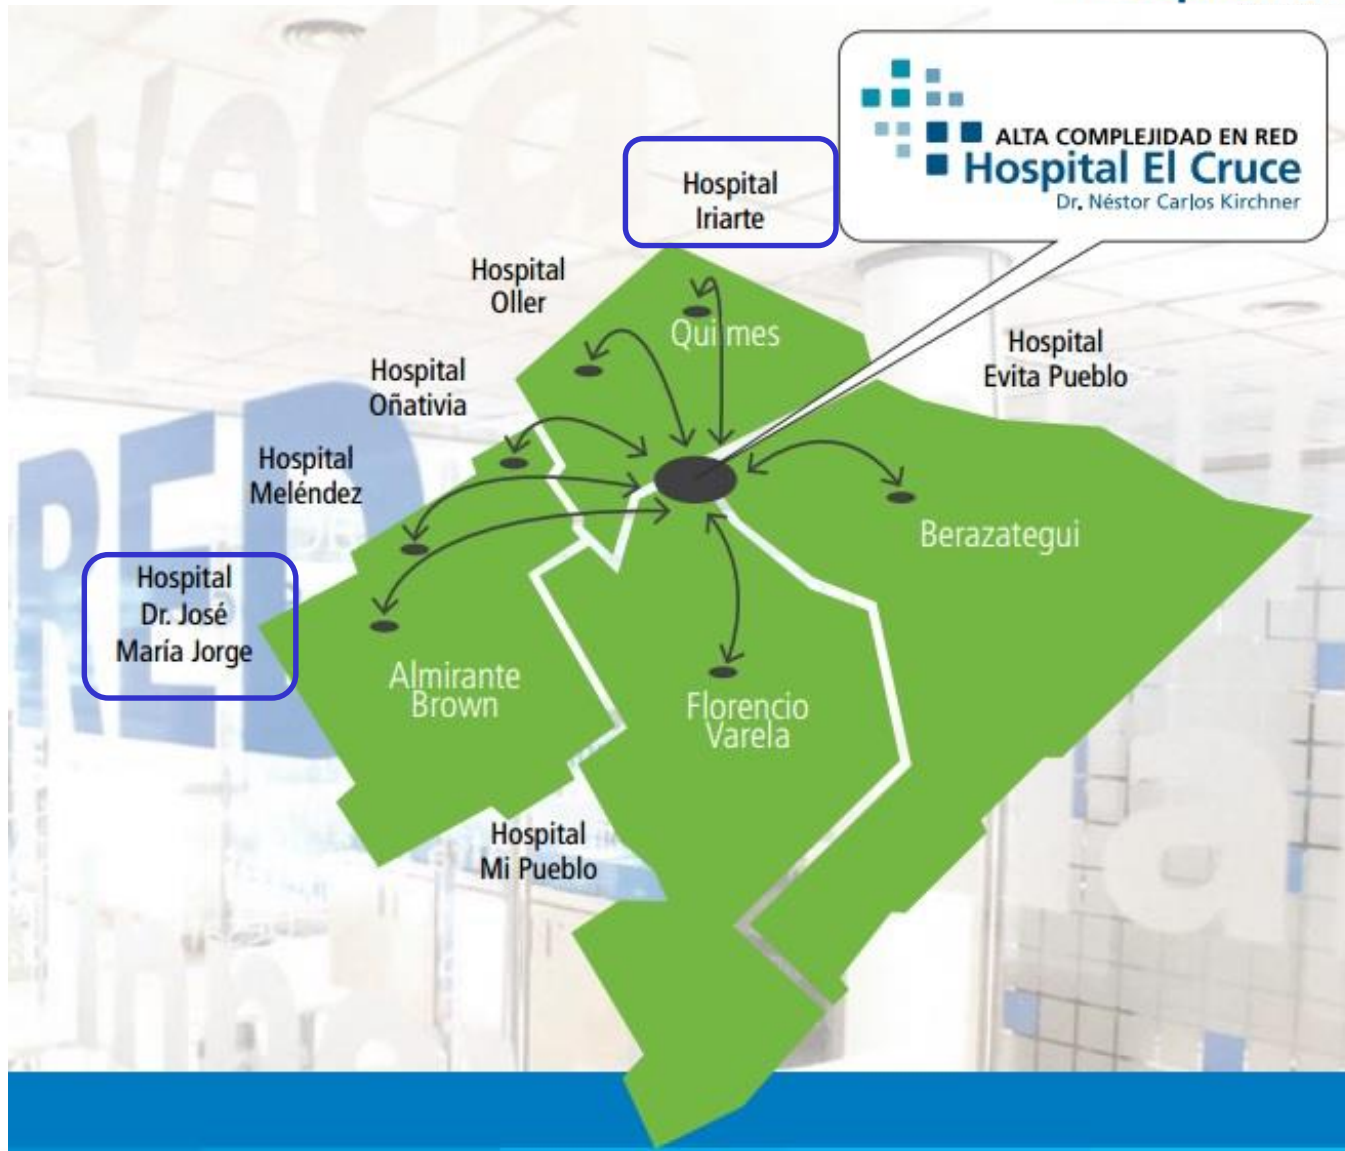 ALTA COMPLEJIDAD EN RED
Hospital El Cruce
Dr. Néstor Carlos Kirchner
Hospital
Iriarte
Hospital
Oller
Quilmes
Hospital
Evita Pueblo
Hospital
Oñativia
Hospital
Meléndez
Berazategui
Hospital
Dr. José
María Jorge
Almirante
Brown
Florencio
Varela
Hospital
Mi Pueblo
RED